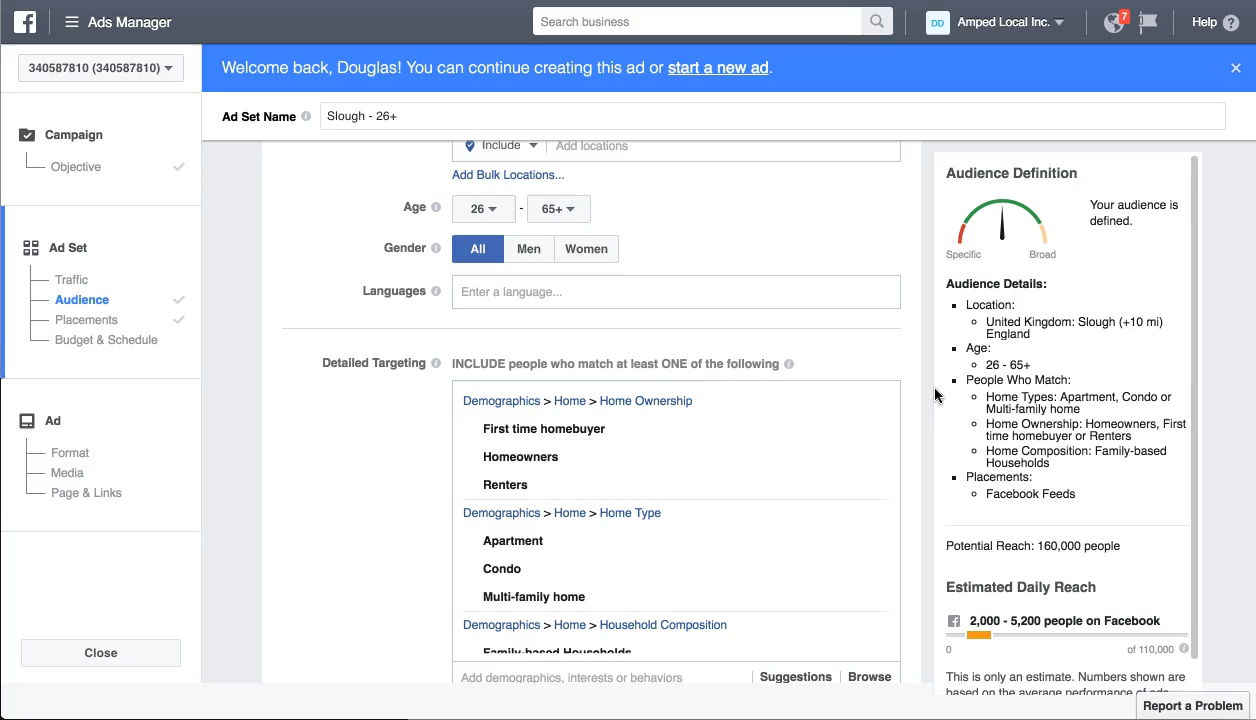 Ads Manager
Search business
DD
Amped Local Inc.
7
Help
340587810 (340587810)
Welcome back, Douglas! You can continue creating this ad or start a new ad.
Ad Set Name
Slough - 26+
Campaign
Objective
Ad Set
Traffic
Audience
Placements
Budget & Schedule
Ad
Format
Media
Page & Links
Close
Include
Add locations
Add Bulk Locations...
Age
26
-
65+
Gender
All
Men
Women
Languages
Enter a language...
Detailed Targeting
INCLUDE people who match at least ONE of the following
Demographics > Home > Home Ownership
First time homebuyer
Homeowners
Renters
Demographics > Home > Home Type
Apartment
Condo
Multi-family home
Demographics > Home > Household Composition
Family-based Households
Add demographics, interests or behaviors
Suggestions
Browse
Audience Definition
Your audience is
defined.
Specific
Broad
Audience Details:
Location:
United Kingdom: Slough (+10 mi)
England
Age:
26 - 65+
People Who Match:
Home Types: Apartment, Condo or
Multi-family home
Home Ownership: Homeowners, First
time homebuyer or Renters
Home Composition: Family-based
Households
Placements:
Facebook Feeds
Potential Reach: 160,000 people
Estimated Daily Reach
2,000 - 5,200 people on Facebook
0
of 110,000
This is only an estimate. Numbers shown are
based on the average performance of ads
Report a Problem